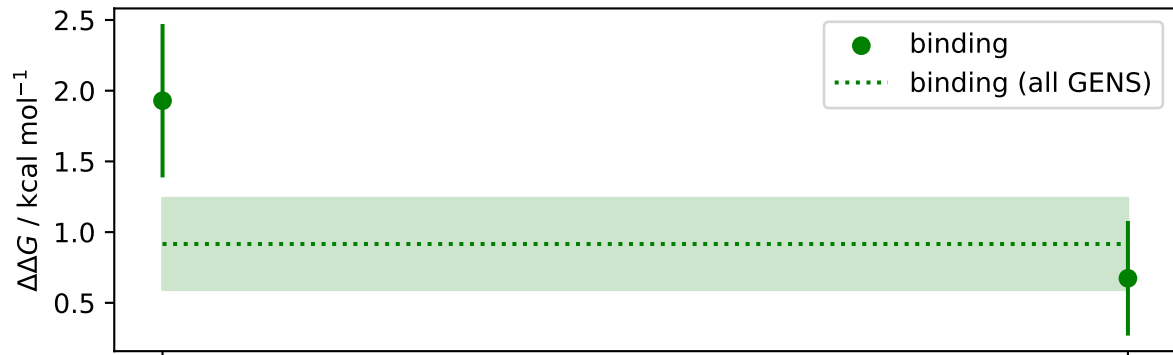 2.5
2.0
1.5
1.0
0.5
ΔΔG / kcal mol⁻¹
binding
binding (all GENS)